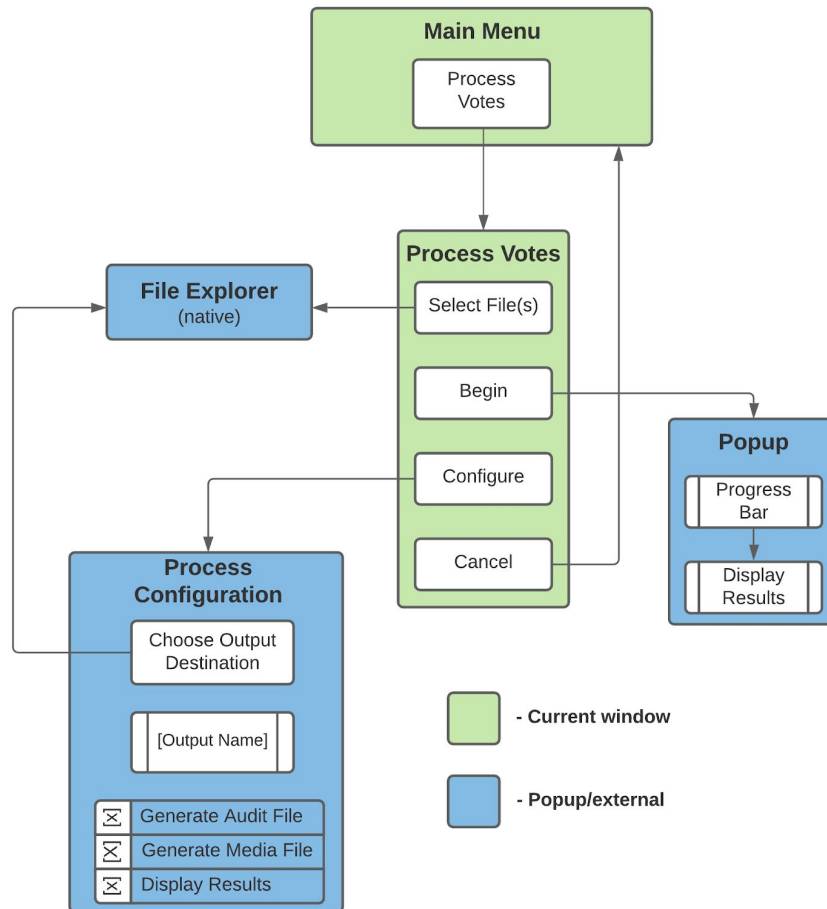 Main Menu
Process
Votes
Process Votes
Select File(s)
Begin
Configure
Cancel
File Explorer
(native)
Popup
Progress
Bar
Display
Results
Process
Configuration
Choose Output
Destination
[Output Name]
[x] Generate Audit File
[x] Generate Media File
[x] Display Results
- Current window
- Popup/external